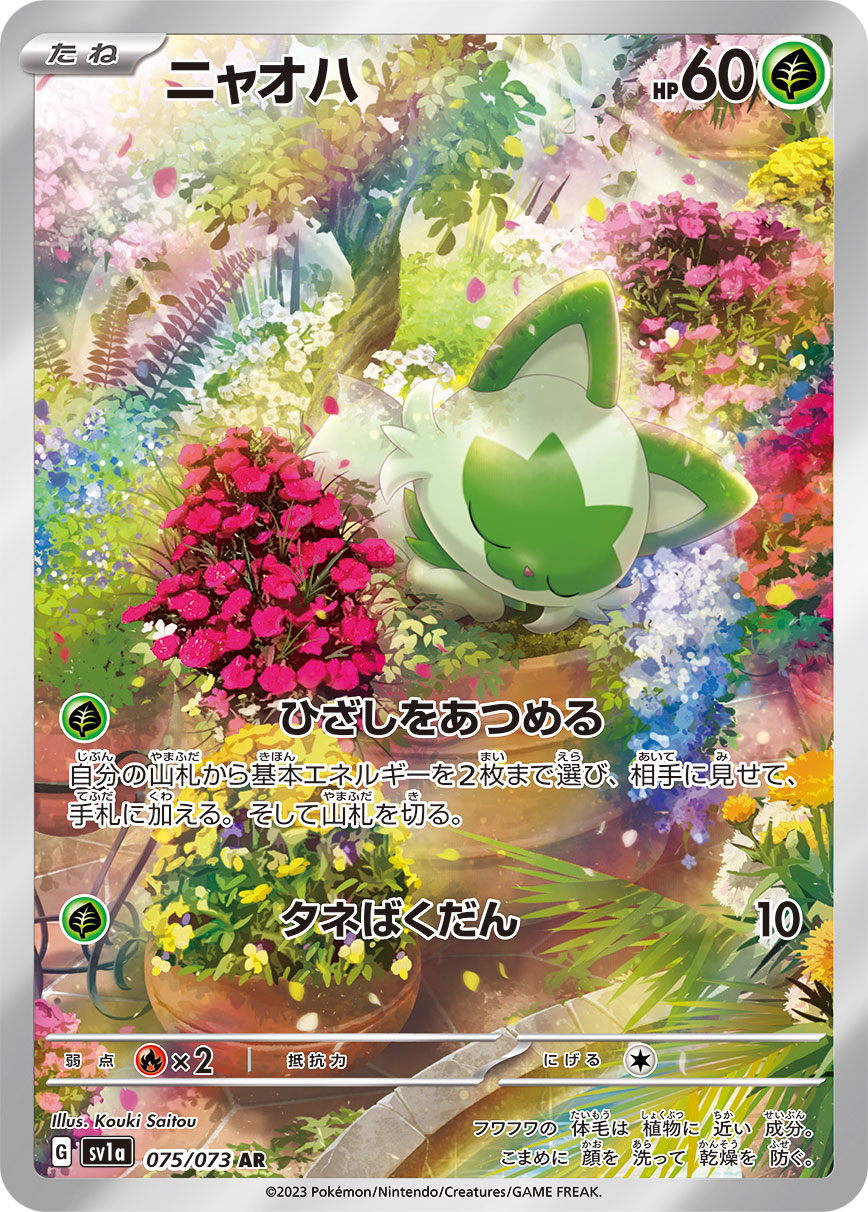 たね
ニャオハ
HP60
ひざしをあつめる
自分の山札から基本エネルギーを2枚まで選び、相手に見せて、
手札に加える。そして山札を切る。
タネばくだん 10
弱点 ×2 抵抗力 にげる
Illus. Kouki Saitou
フワフワの 体毛は 植物に 近い 成分。
こまめに 顔を 洗って 乾燥を 防ぐ。
G sv1a 075/073 AR
©2023 Pokémon/Nintendo/Creatures/GAME FREAK.